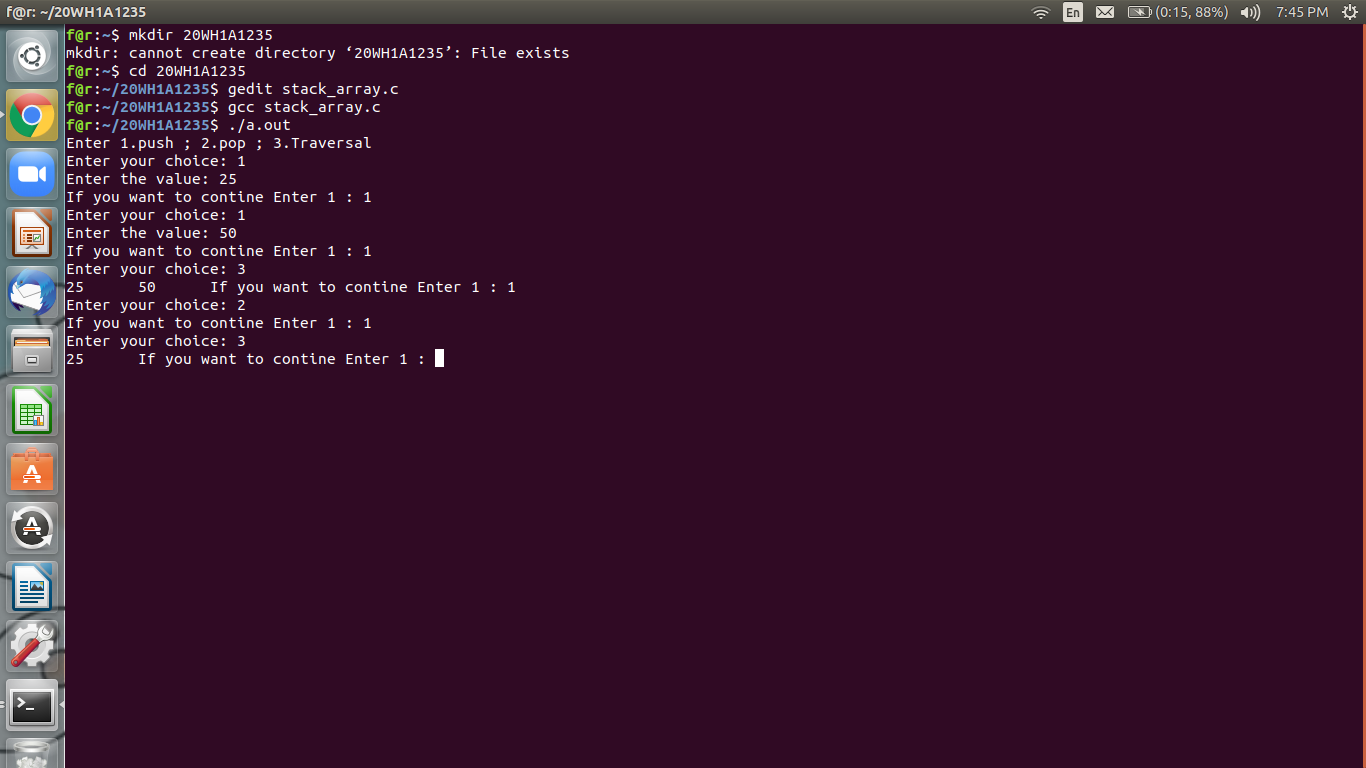 f@r: ~/20WH1A1235
En (0:15, 88%) 7:45 PM
f@r:~$ mkdir 20WH1A1235
mkdir: cannot create directory ‘20WH1A1235’: File exists
f@r:~$ cd 20WH1A1235
f@r:~/20WH1A1235$ gedit stack_array.c
f@r:~/20WH1A1235$ gcc stack_array.c
f@r:~/20WH1A1235$ ./a.out
Enter 1.push ; 2.pop ; 3.Traversal
Enter your choice: 1
Enter the value: 25
If you want to contine Enter 1 : 1
Enter your choice: 1
Enter the value: 50
If you want to contine Enter 1 : 1
Enter your choice: 3
25      50      If you want to contine Enter 1 : 1
Enter your choice: 2
If you want to contine Enter 1 : 1
Enter your choice: 3
25      If you want to contine Enter 1 :